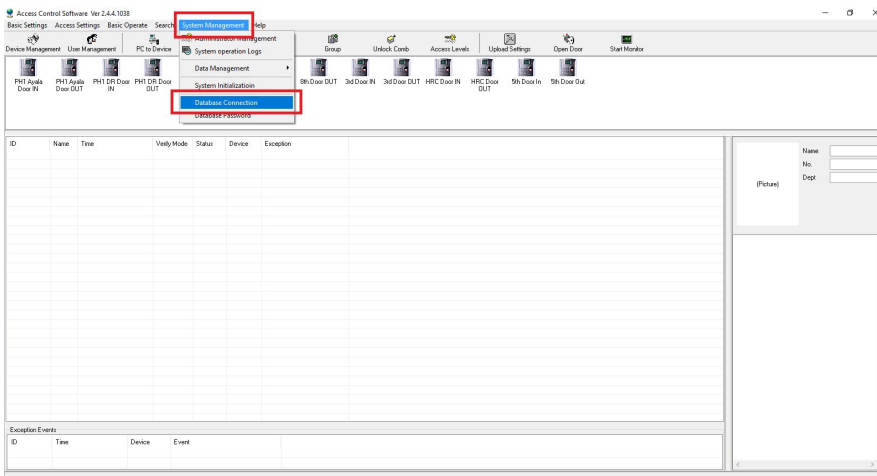 Access Control Software Ver 2.4.4.1038
Basic Settings Access Settings Basic Operate Search System Management Help
Device Management User Management PC to Device Group Unlock Comb Access Levels Upload Settings Open Door Start Monitor
Administrator Management
System operation Logs
Data Management
System Initializatioin
Database Connection
Database Password
PH1 Ayala Door IN
PH1 Ayala Door OUT
PH1 DR Door IN
PH1 DR Door OUT
8th Door OUT
3rd Door IN
3rd Door OUT
HRC Door IN
HRC Door OUT
5th Door In
5th Door Out
ID Name Time Verify Mode Status Device Exception
(Picture)
Name
No.
Dept
Exception Events
ID Time Device Event